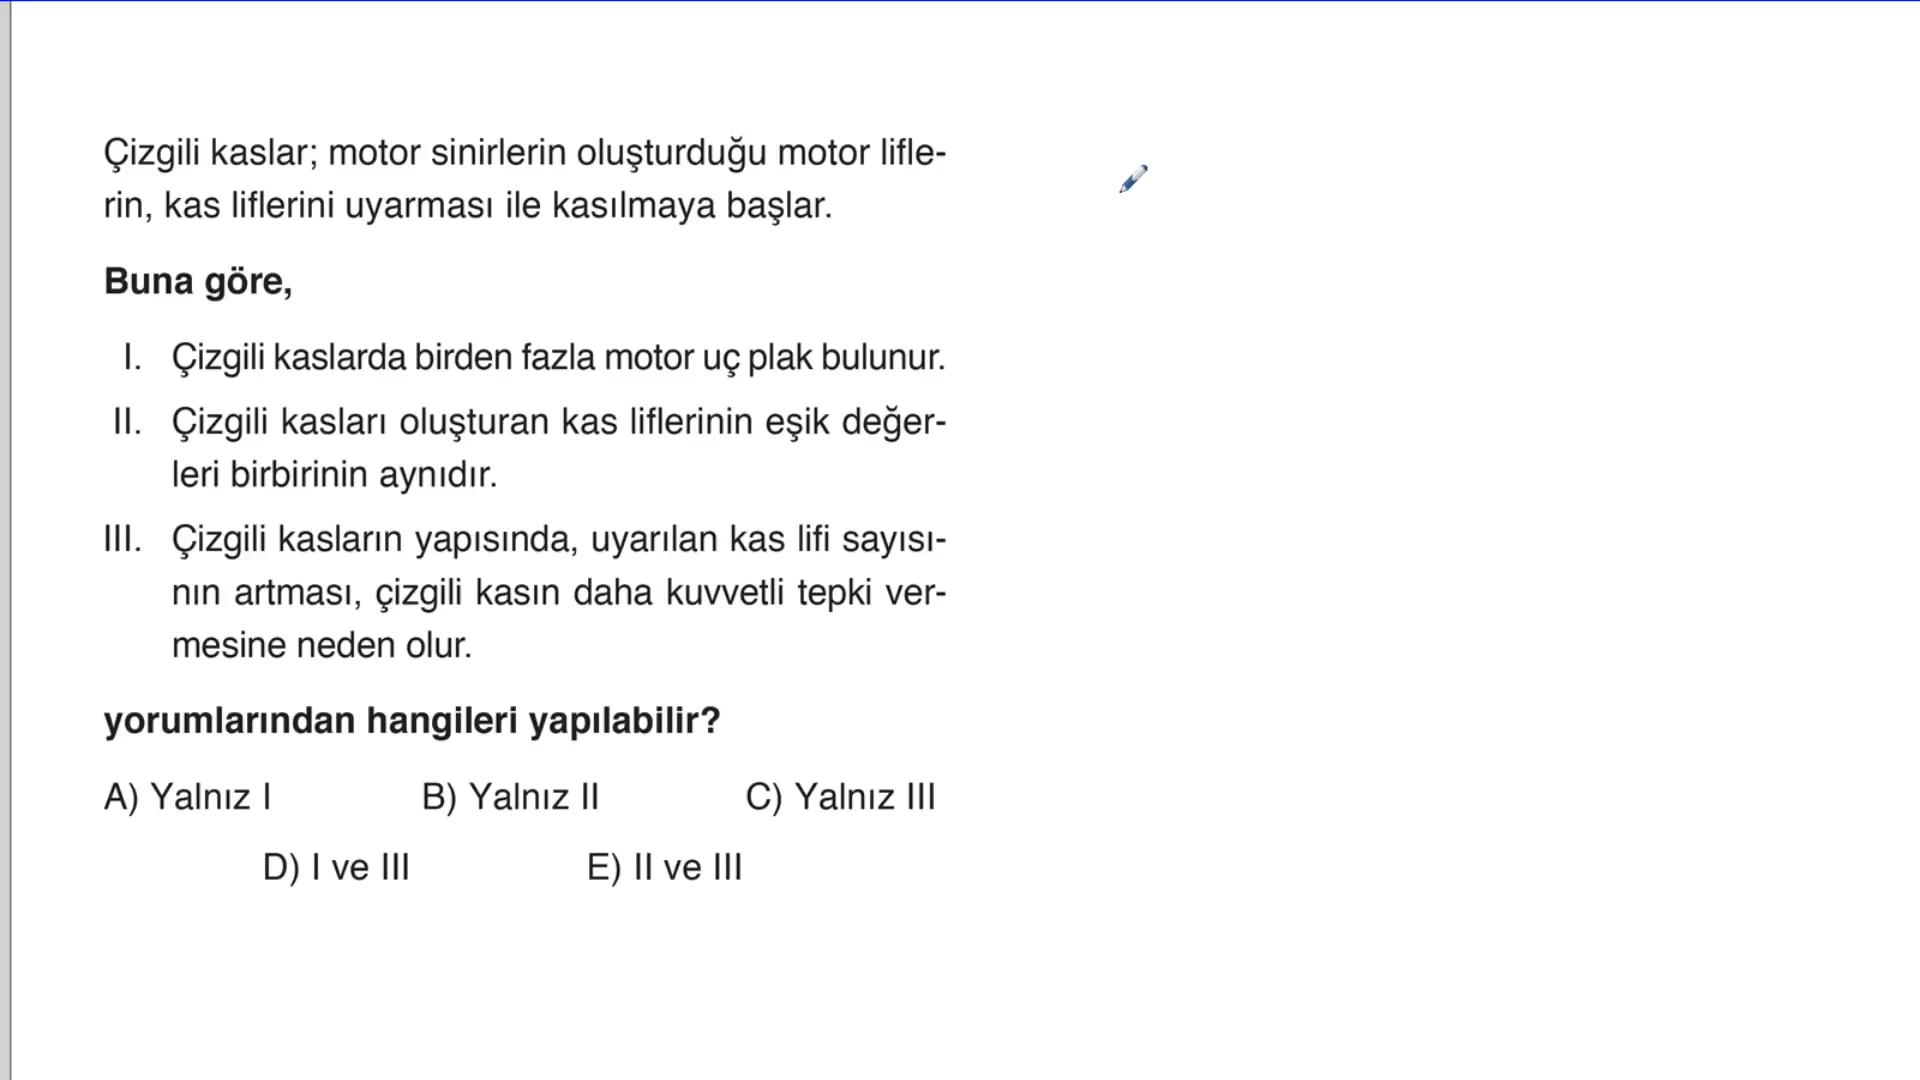 Çizgili kaslar; motor sinirlerin oluşturduğu motor lifle-
rin, kas liflerini uyarması ile kasılmaya başlar.
Buna göre,
I. Çizgili kaslarda birden fazla motor uç plak bulunur.
II. Çizgili kasları oluşturan kas liflerinin eşik değer-
leri birbirinin aynıdır.
III. Çizgili kasların yapısında, uyarılan kas lifi sayısı-
nın artması, çizgili kasın daha kuvvetli tepki ver-
mesine neden olur.
yorumlarından hangileri yapılabilir?
A) Yalnız I B) Yalnız II C) Yalnız III
D) I ve III E) II ve III